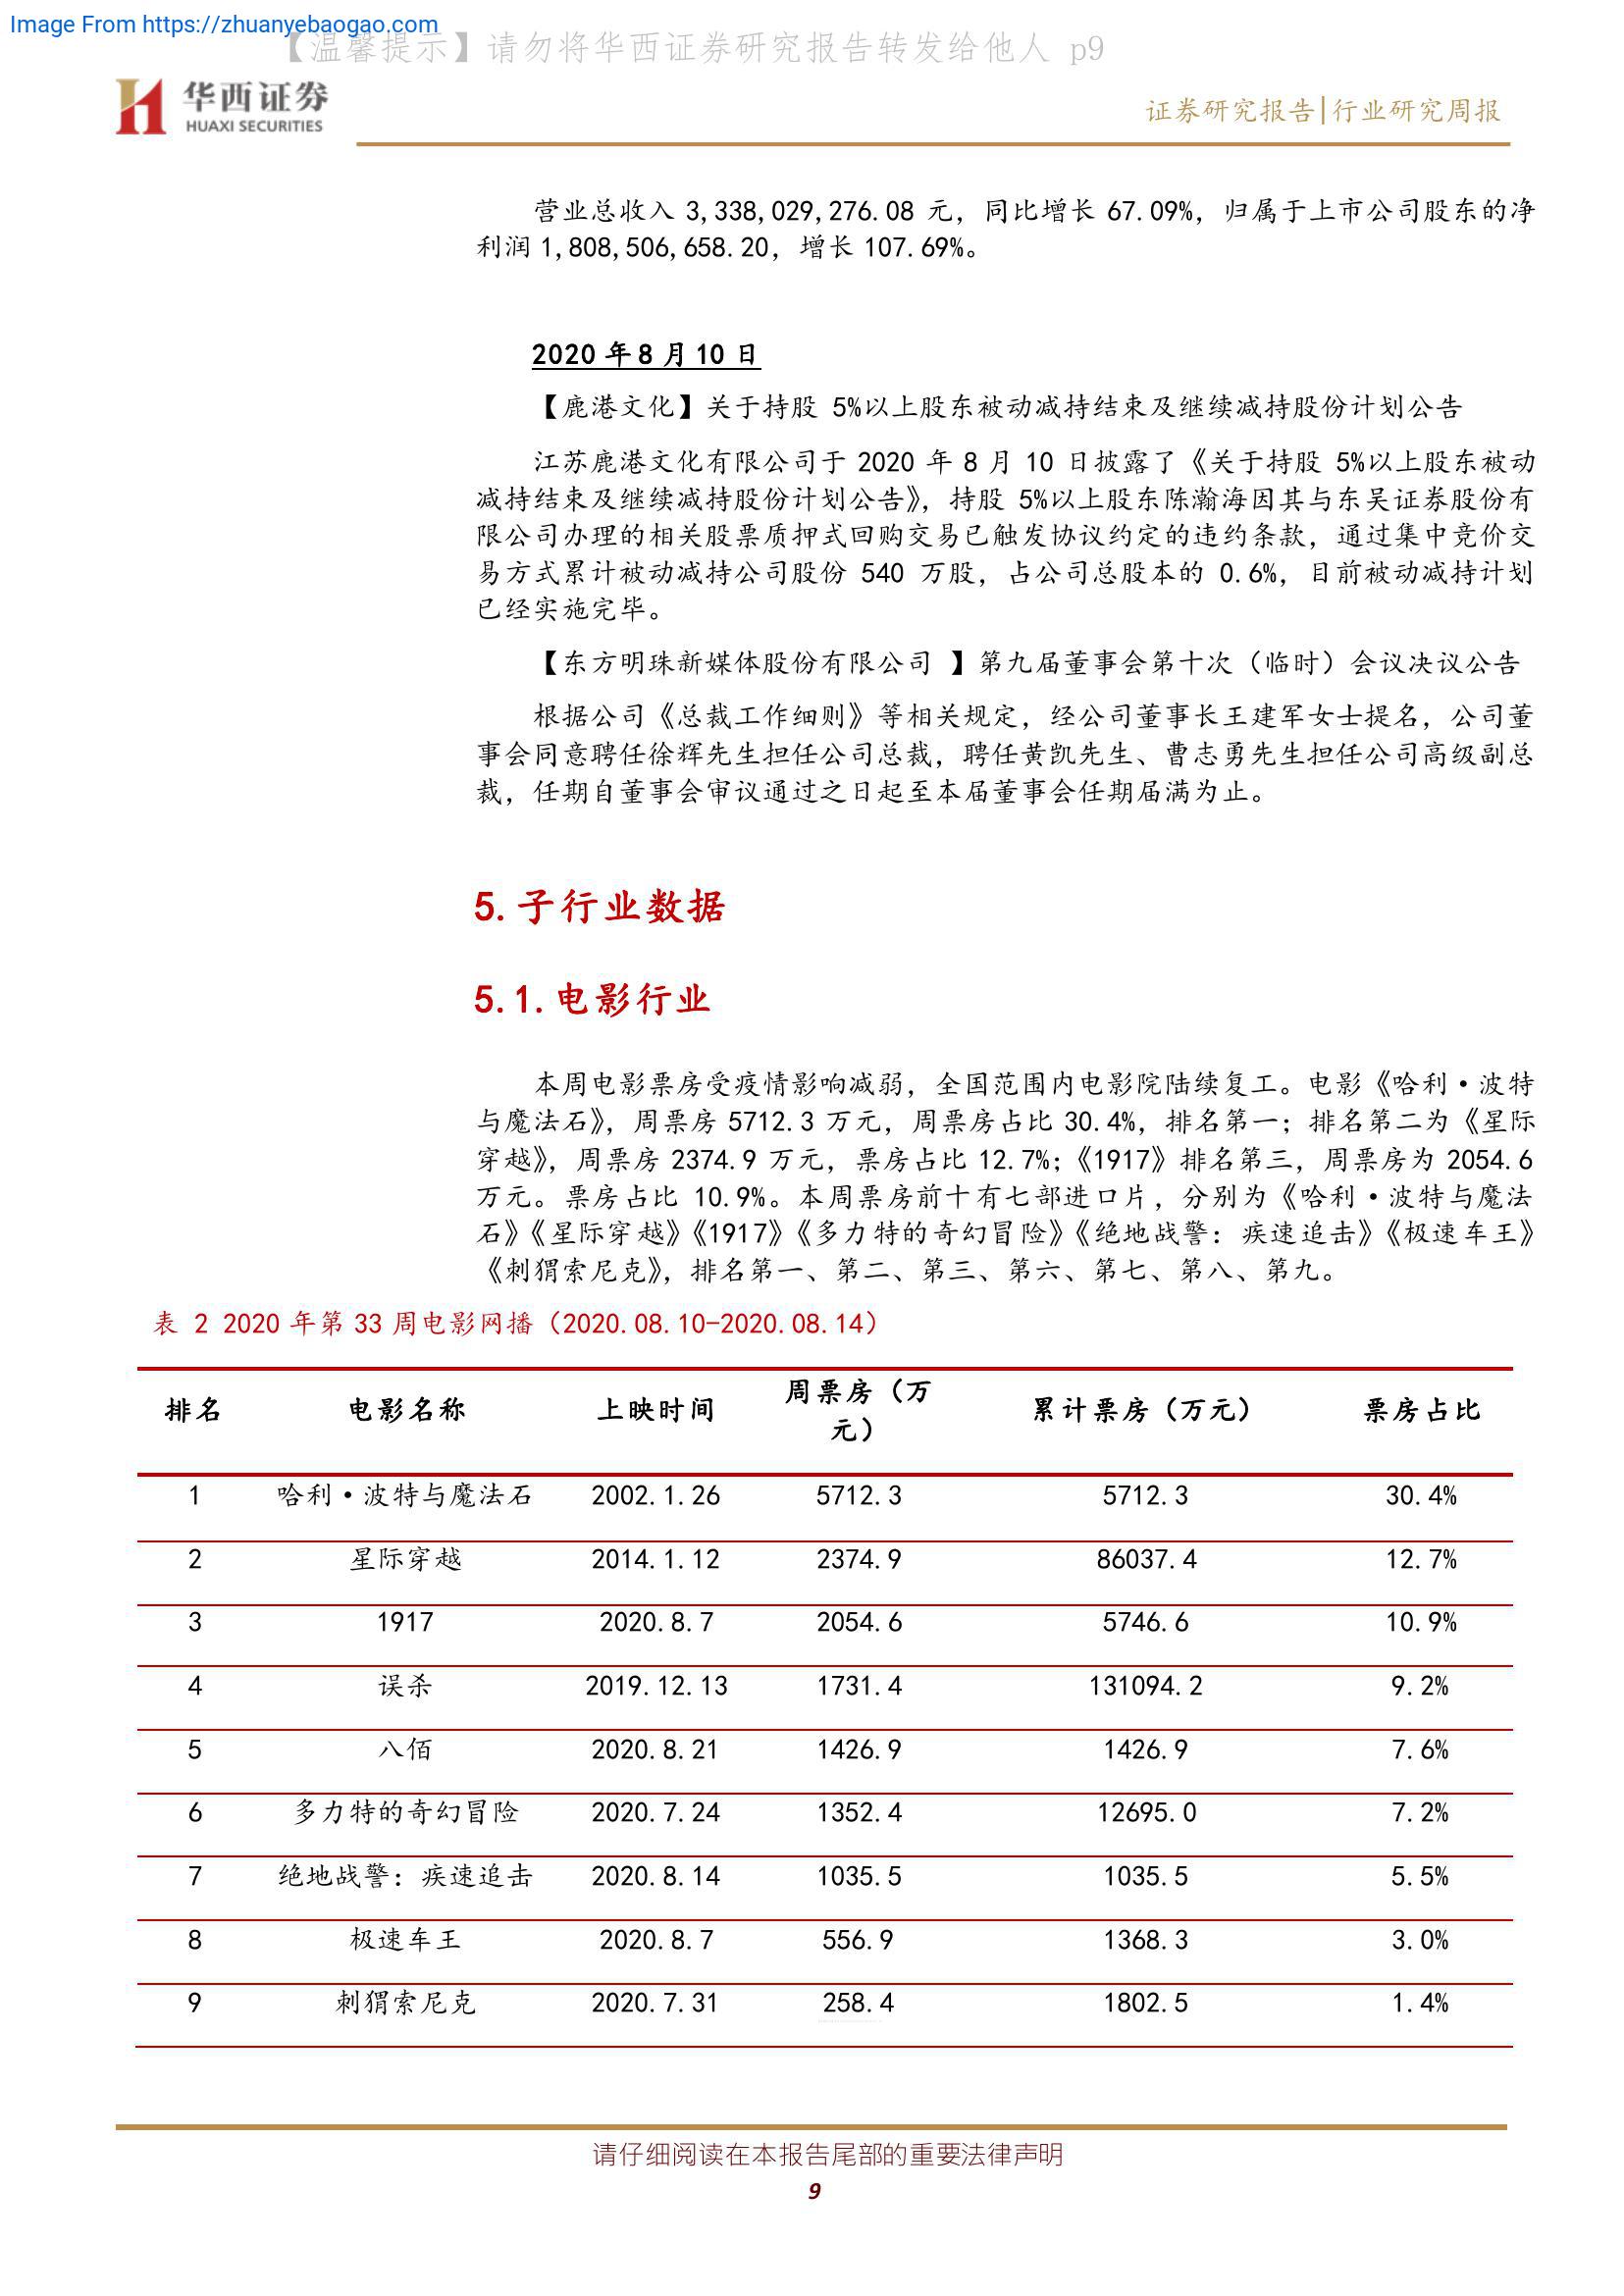 Image From https://zhuanyebaogao.com
【温馨提示】请勿将华西证券研究报告转发给他人 p9
华西证券
HUAXI SECURITIES
证券研究报告|行业研究周报
营业总收入 3,338,029,276.08 元，同比增长 67.09%，归属于上市公司股东的净
利润 1,808,506,658.20，增长 107.69%。
2020 年 8 月 10 日
【鹿港文化】关于持股 5%以上股东被动减持结束及继续减持股份计划公告
江苏鹿港文化有限公司于 2020 年 8 月 10 日披露了《关于持股 5%以上股东被动
减持结束及继续减持股份计划公告》，持股 5%以上股东陈瀚海因其与东吴证券股份有
限公司办理的相关股票质押式回购交易已触发协议约定的违约条款，通过集中竞价交
易方式累计被动减持公司股份 540 万股，占公司总股本的 0.6%，目前被动减持计划
已经实施完毕。
【东方明珠新媒体股份有限公司 】第九届董事会第十次（临时）会议决议公告
根据公司《总裁工作细则》等相关规定，经公司董事长王建军女士提名，公司董
事会同意聘任徐辉先生担任公司总裁，聘任黄凯先生、曹志勇先生担任公司高级副总
裁，任期自董事会审议通过之日起至本届董事会任期届满为止。
5.子行业数据
5.1.电影行业
本周电影票房受疫情影响减弱，全国范围内电影院陆续复工。电影《哈利·波特
与魔法石》，周票房 5712.3 万元，周票房占比 30.4%，排名第一；排名第二为《星际
穿越》，周票房 2374.9 万元，票房占比 12.7%；《1917》排名第三，周票房为 2054.6
万元。票房占比 10.9%。本周票房前十有七部进口片，分别为《哈利·波特与魔法
石》《星际穿越》《1917》《多力特的奇幻冒险》《绝地战警：疾速追击》《极速车王》
《刺猬索尼克》，排名第一、第二、第三、第六、第七、第八、第九。
表 2 2020 年第 33 周电影网播（2020.08.10-2020.08.14）
排名 电影名称 上映时间 周票房（万元） 累计票房（万元） 票房占比
1 哈利·波特与魔法石 2002.1.26 5712.3 5712.3 30.4%
2 星际穿越 2014.1.12 2374.9 86037.4 12.7%
3 1917 2020.8.7 2054.6 5746.6 10.9%
4 误杀 2019.12.13 1731.4 131094.2 9.2%
5 八佰 2020.8.21 1426.9 1426.9 7.6%
6 多力特的奇幻冒险 2020.7.24 1352.4 12695.0 7.2%
7 绝地战警：疾速追击 2020.8.14 1035.5 1035.5 5.5%
8 极速车王 2020.8.7 556.9 1368.3 3.0%
9 刺猬索尼克 2020.7.31 258.4 1802.5 1.4%
请仔细阅读在本报告尾部的重要法律声明
9